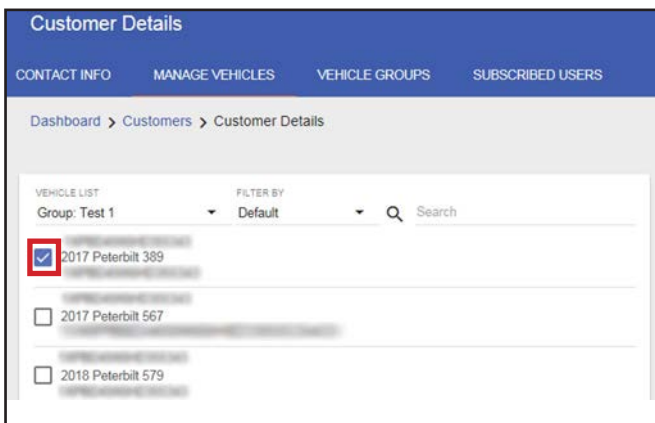 Customer Details
CONTACT INFO MANAGE VEHICLES VEHICLE GROUPS SUBSCRIBED USERS
Dashboard > Customers > Customer Details
VEHICLE LIST FILTER BY
Group: Test 1 Default Search
2017 Peterbilt 389
2017 Peterbilt 567
2018 Peterbilt 579